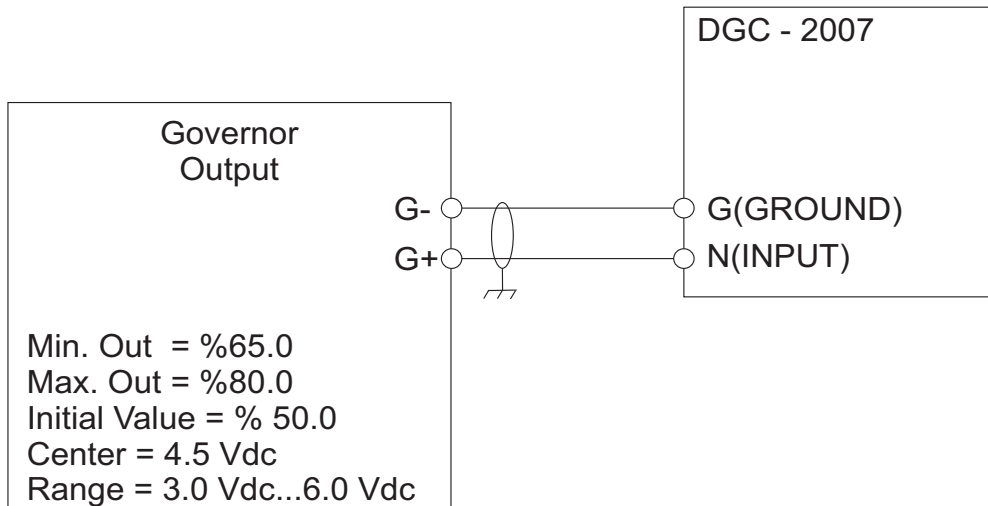 DGC - 2007
Governor
Output
G-
G(GROUND)
G+
N(INPUT)
Min. Out = %65.0
Max. Out = %80.0
Initial Value = % 50.0
Center = 4.5 Vdc
Range = 3.0 Vdc...6.0 Vdc